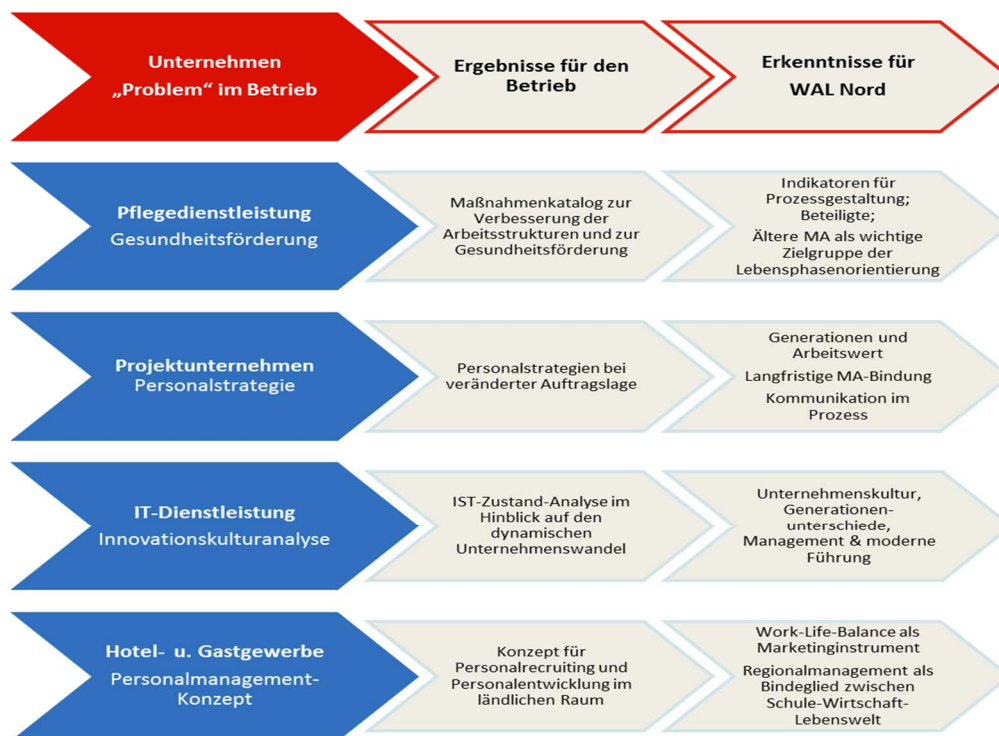 Unternehmen
„Problem“ im Betrieb
Ergebnisse für den
Betrieb
Erkenntnisse für
WAL Nord
Pflegedienstleistung
Gesundheitsförderung
Maßnahmenkatalog zur
Verbesserung der
Arbeitsstrukturen und zur
Gesundheitsförderung
Indikatoren für
Prozessgestaltung;
Beteiligte;
Ältere MA als wichtige
Zielgruppe der
Lebensphasenorientierung
Projektunternehmen
Personalstrategie
Personalstrategien bei
veränderter Auftragslage
Generationen und
Arbeitswert
Langfristige MA-Bindung
Kommunikation im
Prozess
IT-Dienstleistung
Innovationskulturanalyse
IST-Zustand-Analyse im
Hinblick auf den
dynamischen
Unternehmenswandel
Unternehmenskultur,
Generationen-
unterschiede,
Management & moderne
Führung
Hotel- u. Gastgewerbe
Personalmanagement-
Konzept
Konzept für
Personalrecruiting und
Personalentwicklung im
ländlichen Raum
Work-Life-Balance als
Marketinginstrument
Regionalmanagement als
Bindeglied zwischen
Schule-Wirtschaft-
Lebenswelt